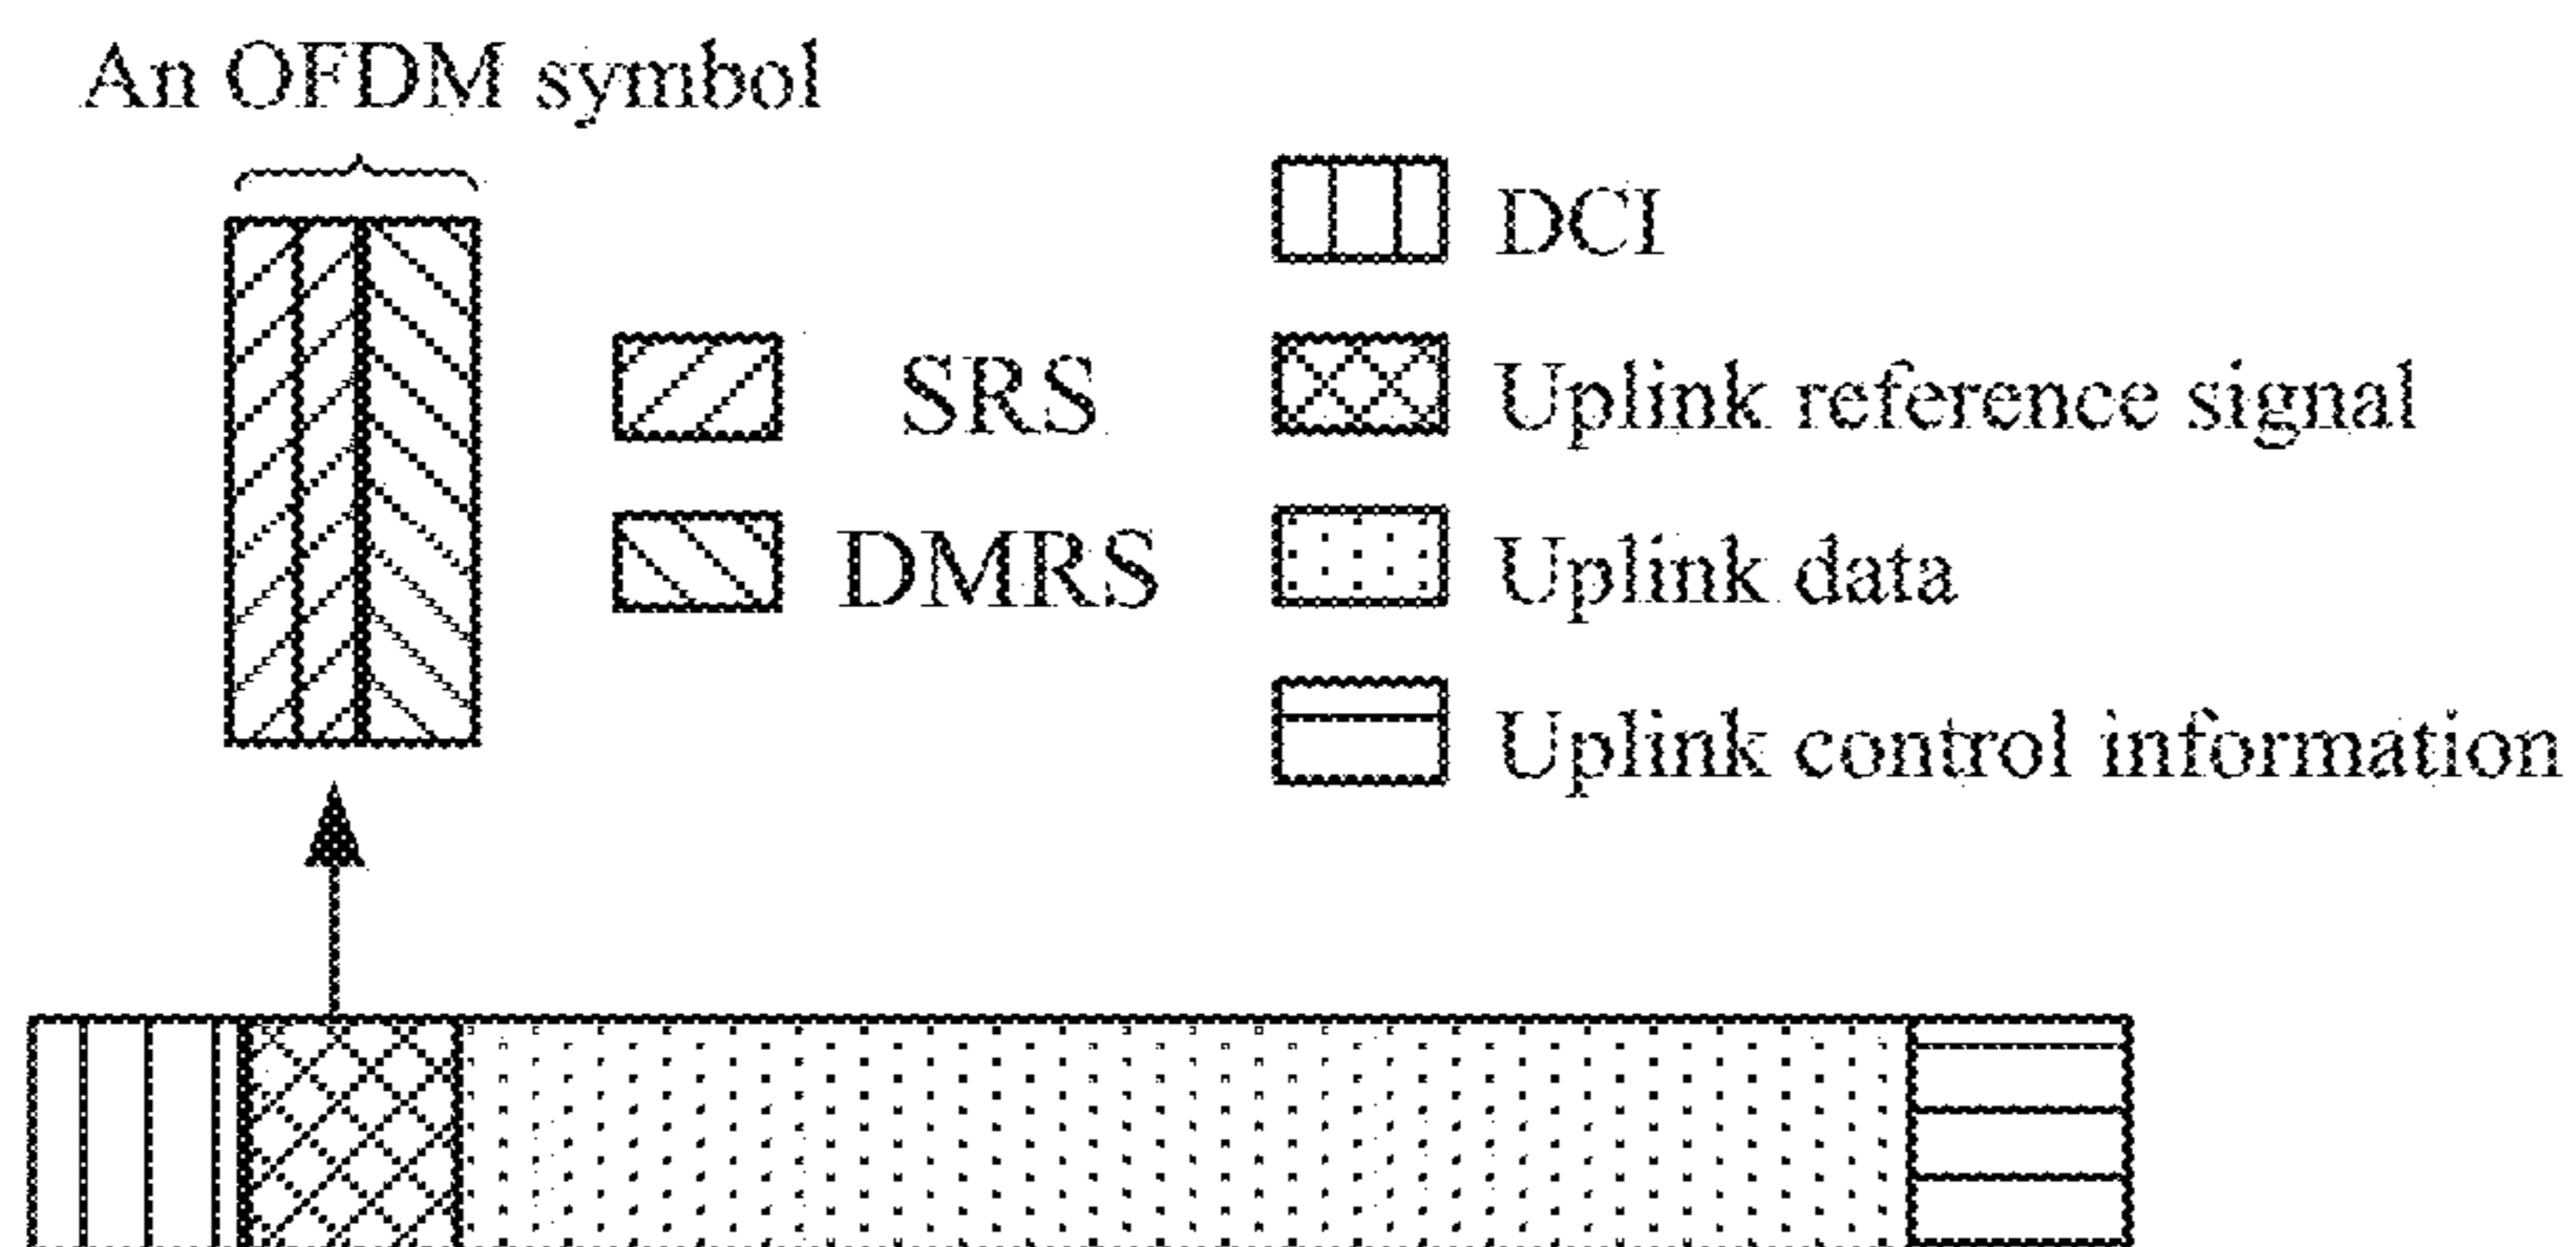 An OFDM symbol
DCI
SRS
Uplink reference signal
DMRS
Uplink data
Uplink control information